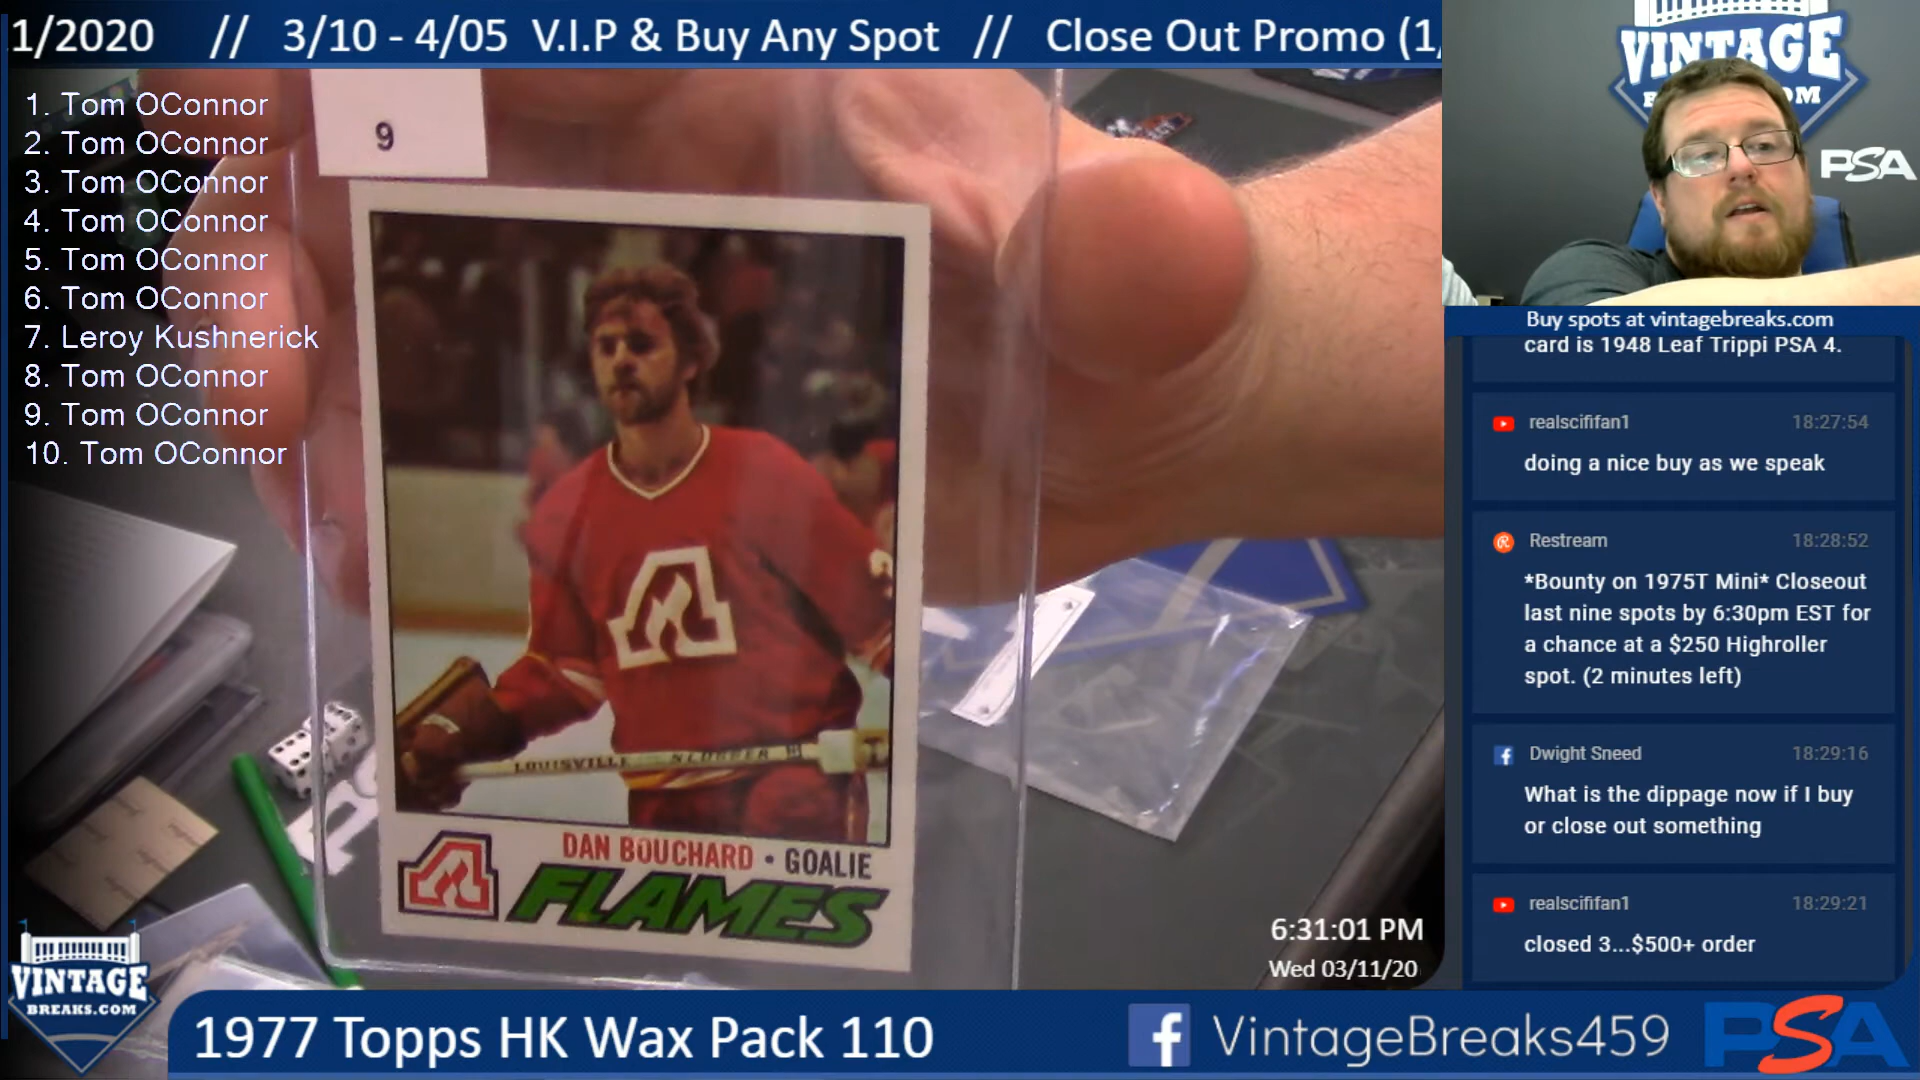 1/2020 // 3/10 - 4/05 V.I.P & Buy Any Spot // Close Out Promo (1/
VINTAGE
PSA
1. Tom OConnor
2. Tom OConnor
3. Tom OConnor
4. Tom OConnor
5. Tom OConnor
6. Tom OConnor
7. Leroy Kushnerick
8. Tom OConnor
9. Tom OConnor
10. Tom OConnor
9
LOUISVILLE SLUGGER
DAN BOUCHARD • GOALIE
FLAMES
Buy spots at vintagebreaks.com
card is 1948 Leaf Trippi PSA 4.
realscififan1 18:27:54
doing a nice buy as we speak
Restream 18:28:52
*Bounty on 1975T Mini* Closeout
last nine spots by 6:30pm EST for
a chance at a $250 Highroller
spot. (2 minutes left)
Dwight Sneed 18:29:16
What is the dippage now if I buy
or close out something
realscififan1 18:29:21
closed 3...$500+ order
6:31:01 PM
Wed 03/11/20
VINTAGE
BREAKS.COM
1977 Topps HK Wax Pack 110
VintageBreaks459
PSA